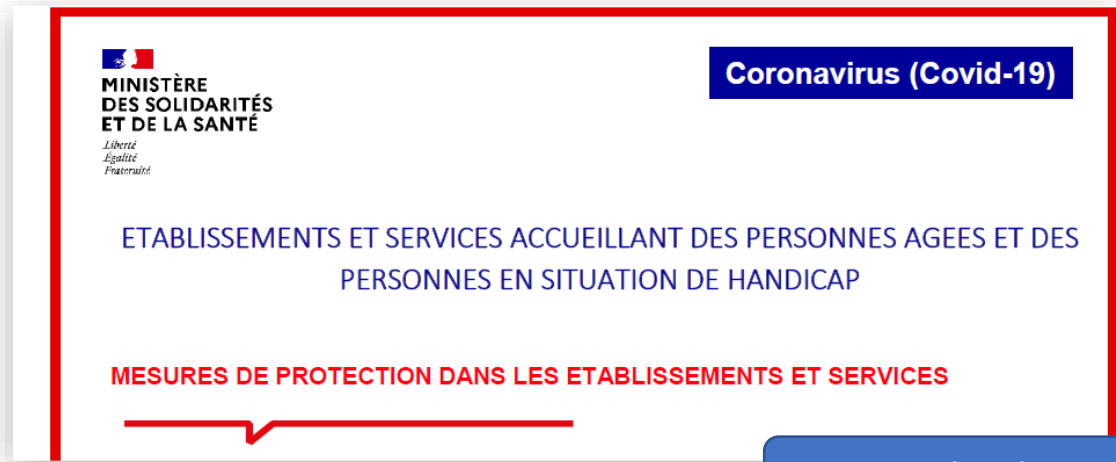 MINISTÈRE
DES SOLIDARITÉS
ET DE LA SANTÉ
Liberté
Égalité
Fraternité
Coronavirus (Covid-19)
ETABLISSEMENTS ET SERVICES ACCUEILLANT DES PERSONNES AGEES ET DES
PERSONNES EN SITUATION DE HANDICAP
MESURES DE PROTECTION DANS LES ETABLISSEMENTS ET SERVICES